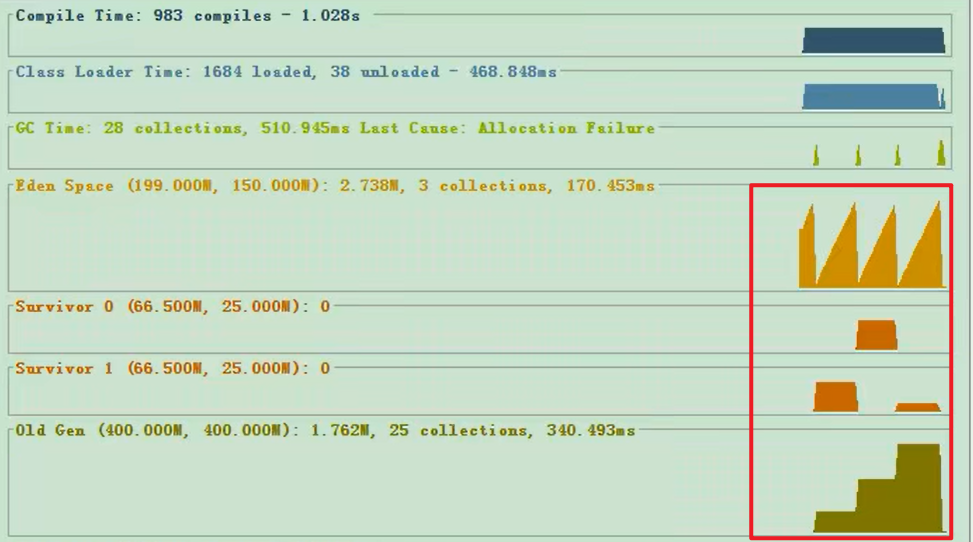 Compile Time: 983 compiles - 1.028s
Class Loader Time: 1684 loaded, 38 unloaded - 468.848ms
GC Time: 28 collections, 510.945ms Last Cause: Allocation Failure
Eden Space (199.000M, 150.000M): 2.738M, 3 collections, 170.453ms
Survivor 0 (66.500M, 25.000M): 0
Survivor 1 (66.500M, 25.000M): 0
Old Gen (400.000M, 400.000M): 1.762M, 25 collections, 340.493ms